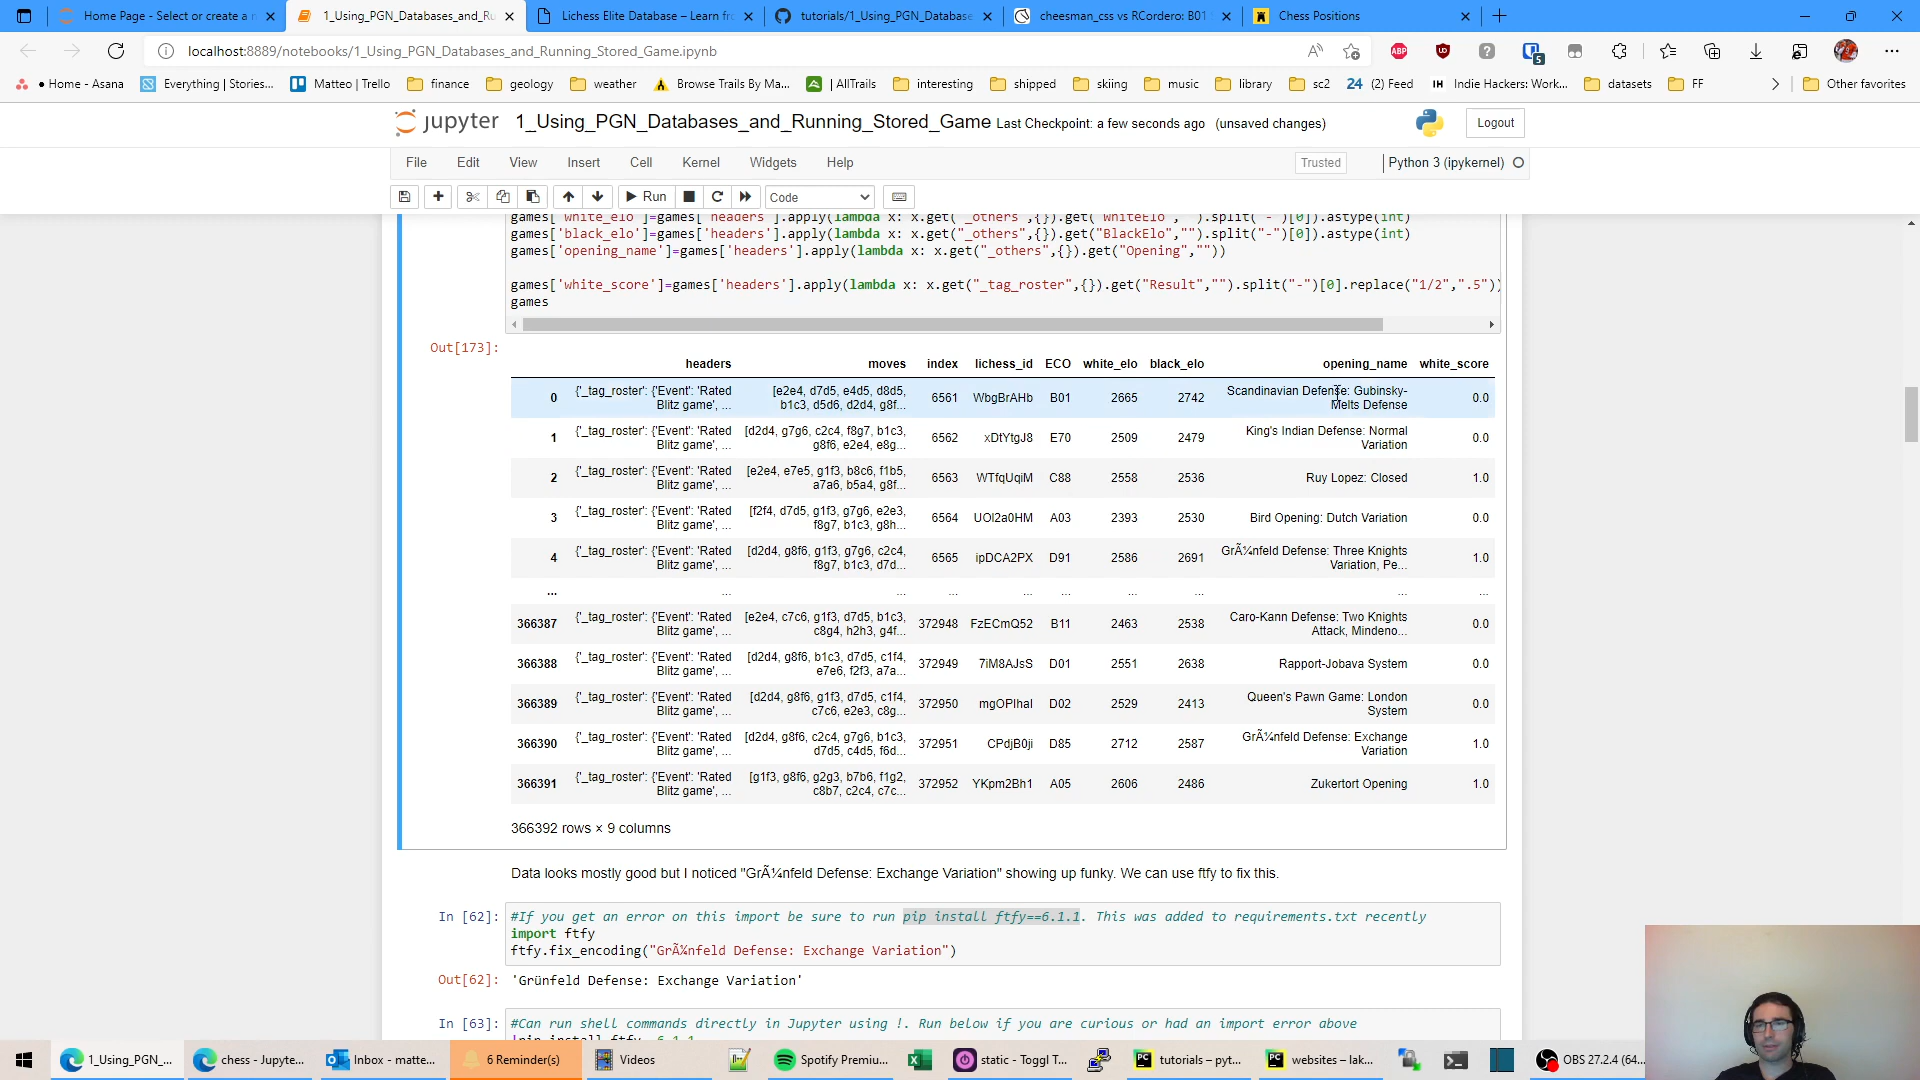 Home Page - Select or create a n
1_Using_PGN_Databases_and_Ru
Lichess Elite Database – Learn fr
tutorials/1_Using_PGN_Database
cheesman_css vs RCordero: B01
Chess Positions
localhost:8889/notebooks/1_Using_PGN_Databases_and_Running_Stored_Game.ipynb
ABP
5
• Home - Asana
Everything | Stories...
Matteo | Trello
finance
geology
weather
Browse Trails By Ma...
| AllTrails
interesting
shipped
skiing
music
library
sc2
24 (2) Feed
IH Indie Hackers: Work...
datasets
FF
Other favorites
jupyter 1_Using_PGN_Databases_and_Running_Stored_Game Last Checkpoint: a few seconds ago (unsaved changes)
Logout
File Edit View Insert Cell Kernel Widgets Help
Trusted
Python 3 (ipykernel)
Run
Code
games['white_elo']=games['headers'].apply(lambda x: x.get("_others",{}).get("WhiteElo","").split("-")[0]).astype(int)
games['black_elo']=games['headers'].apply(lambda x: x.get("_others",{}).get("BlackElo","").split("-")[0]).astype(int)
games['opening_name']=games['headers'].apply(lambda x: x.get("_others",{}).get("Opening",""))
games['white_score']=games['headers'].apply(lambda x: x.get("_tag_roster",{}).get("Result","").split("-")[0].replace("1/2",".5"))
games
Out[173]:
headers moves index lichess_id ECO white_elo black_elo opening_name white_score
0 {'_tag_roster': {'Event': 'Rated [e2e4, d7d5, e4d5, d8d5, 6561 WbgBrAHb B01 2665 2742 Scandinavian Defense: Gubinsky- 0.0
Blitz game', ... b1c3, d5d6, d2d4, g8f... Melts Defense
1 {'_tag_roster': {'Event': 'Rated [d2d4, g7g6, c2c4, f8g7, b1c3, 6562 xDtYtgJ8 E70 2509 2479 King's Indian Defense: Normal 0.0
Blitz game', ... g8f6, e2e4, e8g... Variation
2 {'_tag_roster': {'Event': 'Rated [e2e4, e7e5, g1f3, b8c6, f1b5, 6563 WTfqUqiM C88 2558 2536 Ruy Lopez: Closed 1.0
Blitz game', ... a7a6, b5a4, g8f...
3 {'_tag_roster': {'Event': 'Rated [f2f4, d7d5, g1f3, g7g6, e2e3, 6564 UOl2a0HM A03 2393 2530 Bird Opening: Dutch Variation 0.0
Blitz game', ... f8g7, b1c3, g8h...
4 {'_tag_roster': {'Event': 'Rated [d2d4, g8f6, g1f3, g7g6, c2c4, 6565 ipDCA2PX D91 2586 2691 GrÃ¼nfeld Defense: Three Knights 1.0
Blitz game', ... f8g7, b1c3, d7d... Variation, Pe...
... ... ... ... ... ... ... ... ... ...
366387 {'_tag_roster': {'Event': 'Rated [e2e4, c7c6, g1f3, d7d5, b1c3, 372948 FzECmQ52 B11 2463 2538 Caro-Kann Defense: Two Knights 0.0
Blitz game', ... c8g4, h2h3, g4f... Attack, Mindeno...
366388 {'_tag_roster': {'Event': 'Rated [d2d4, g8f6, b1c3, d7d5, c1f4, 372949 7iM8AJsS D01 2551 2638 Rapport-Jobava System 0.0
Blitz game', ... e7e6, f2f3, a7a...
366389 {'_tag_roster': {'Event': 'Rated [d2d4, g8f6, g1f3, d7d5, c1f4, 372950 mgOPlhal D02 2529 2413 Queen's Pawn Game: London 0.0
Blitz game', ... c7c6, e2e3, c8g... System
366390 {'_tag_roster': {'Event': 'Rated [d2d4, g8f6, c2c4, g7g6, b1c3, 372951 CPdjB0ji D85 2712 2587 GrÃ¼nfeld Defense: Exchange 1.0
Blitz game', ... d7d5, c4d5, f6d... Variation
366391 {'_tag_roster': {'Event': 'Rated [g1f3, g8f6, g2g3, b7b6, f1g2, 372952 YKpm2Bh1 A05 2606 2486 Zukertort Opening 1.0
Blitz game', ... c8b7, c2c4, c7c...
366392 rows × 9 columns
Data looks mostly good but I noticed "GrÃ¼nfeld Defense: Exchange Variation" showing up funky. We can use ftfy to fix this.
In [62]: #If you get an error on this import be sure to run pip install ftfy==6.1.1. This was added to requirements.txt recently
import ftfy
ftfy.fix_encoding("GrÃ¼nfeld Defense: Exchange Variation")
Out[62]: 'Grünfeld Defense: Exchange Variation'
In [63]: #Can run shell commands directly in Jupyter using !. Run below if you are curious or had an import error above
!pip install ftfy==6.1.1
1_Using_PGN_...
chess - Jupyte...
Inbox - matte...
6 Reminder(s)
Videos
Spotify Premiu...
static - Toggl T...
tutorials – pyt...
websites – lak...
OBS 27.2.4 (64...